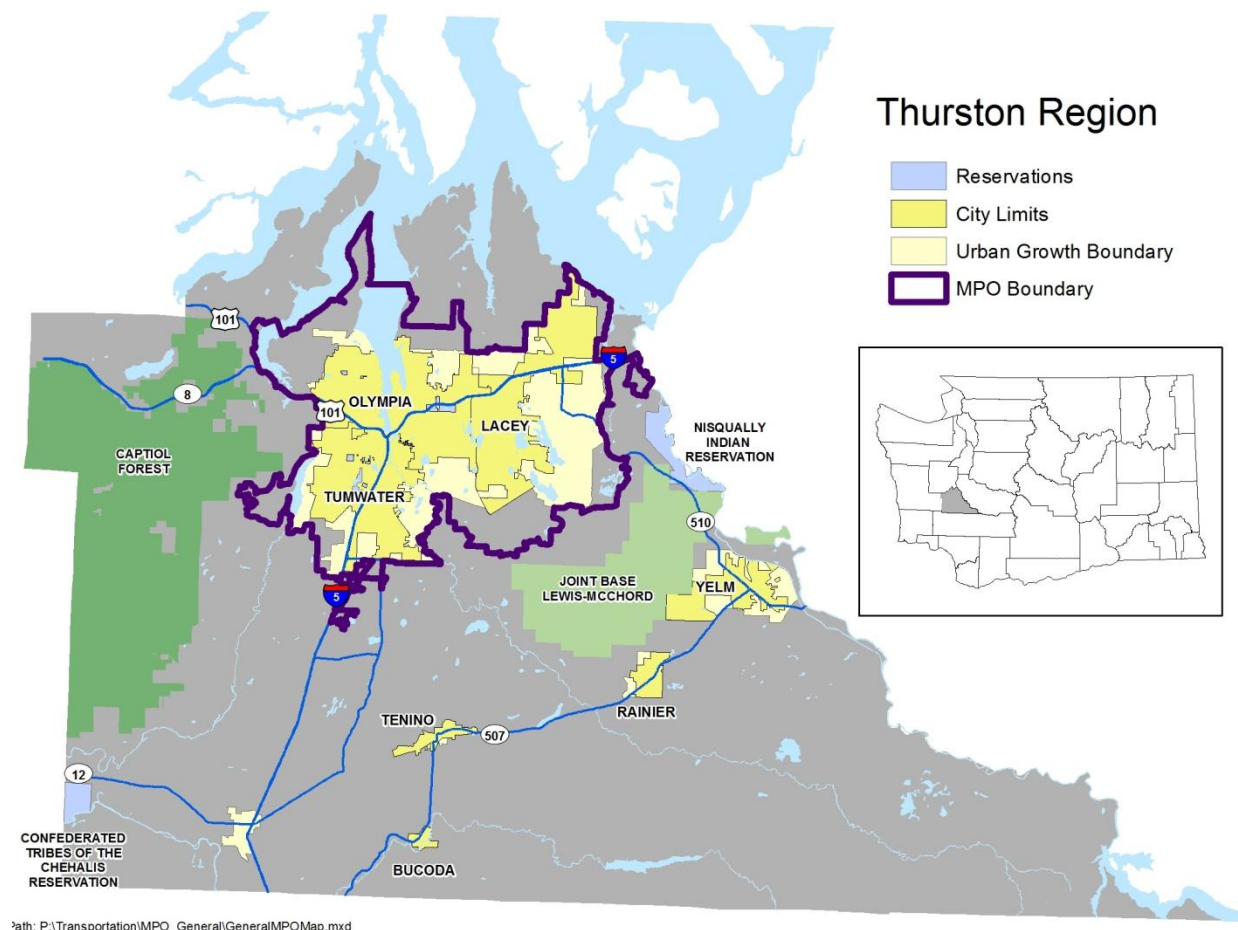 Thurston Region
Reservations
City Limits
Urban Growth Boundary
MPO Boundary
101
8
101
5
OLYMPIA
LACEY
NISQUALLY
INDIAN
RESERVATION
CAPTIOL
FOREST
TUMWATER
510
JOINT BASE
LEWIS-MCCHORD
YELM
5
RAINIER
TENINO
507
12
CONFEDERATED
TRIBES OF THE
CHEHALIS
RESERVATION
BUCODA
Path: P:\Transportation\MPO_General\GeneralMPOMap.mxd